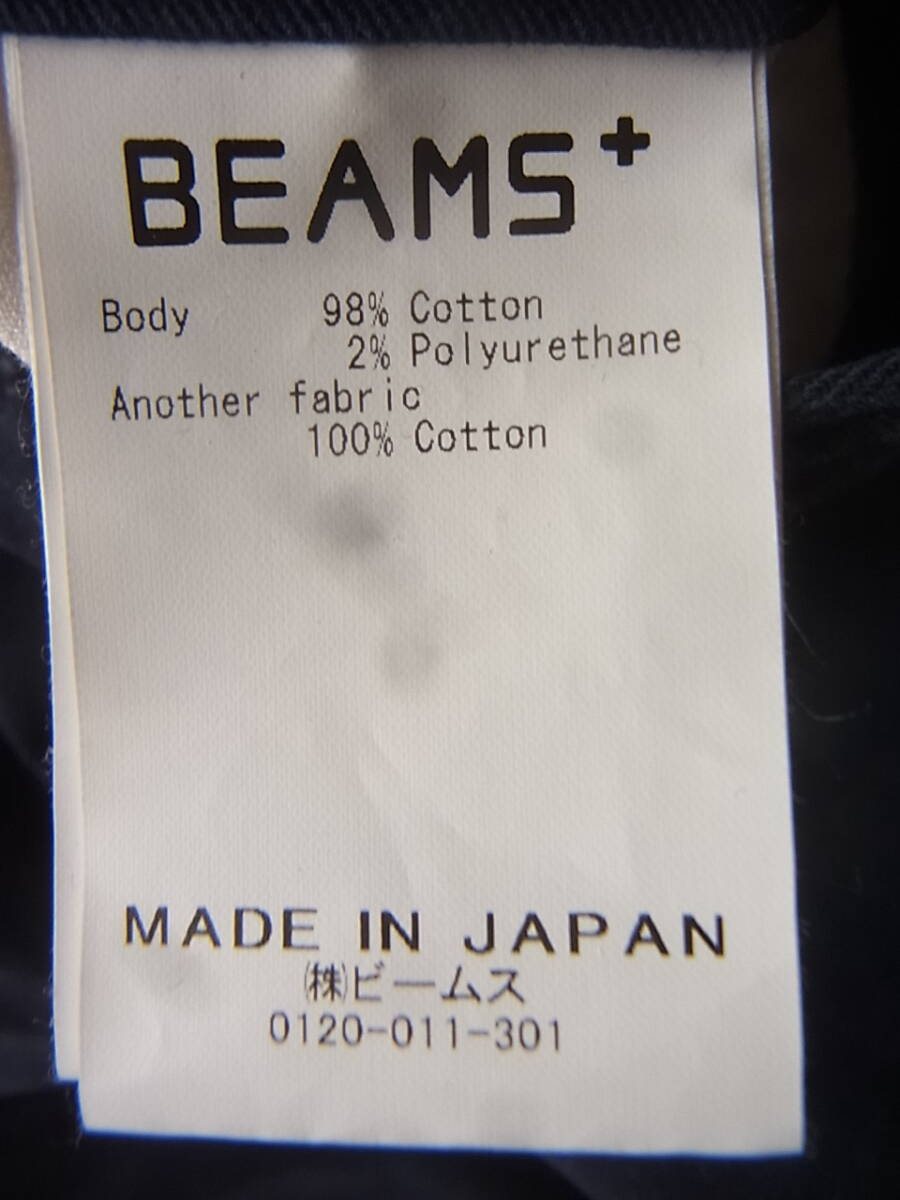 BEAMS+
Body 98% Cotton
2% Polyurethane
Another fabric
100% Cotton
MADE IN JAPAN
㈱ビームス
0120-011-301